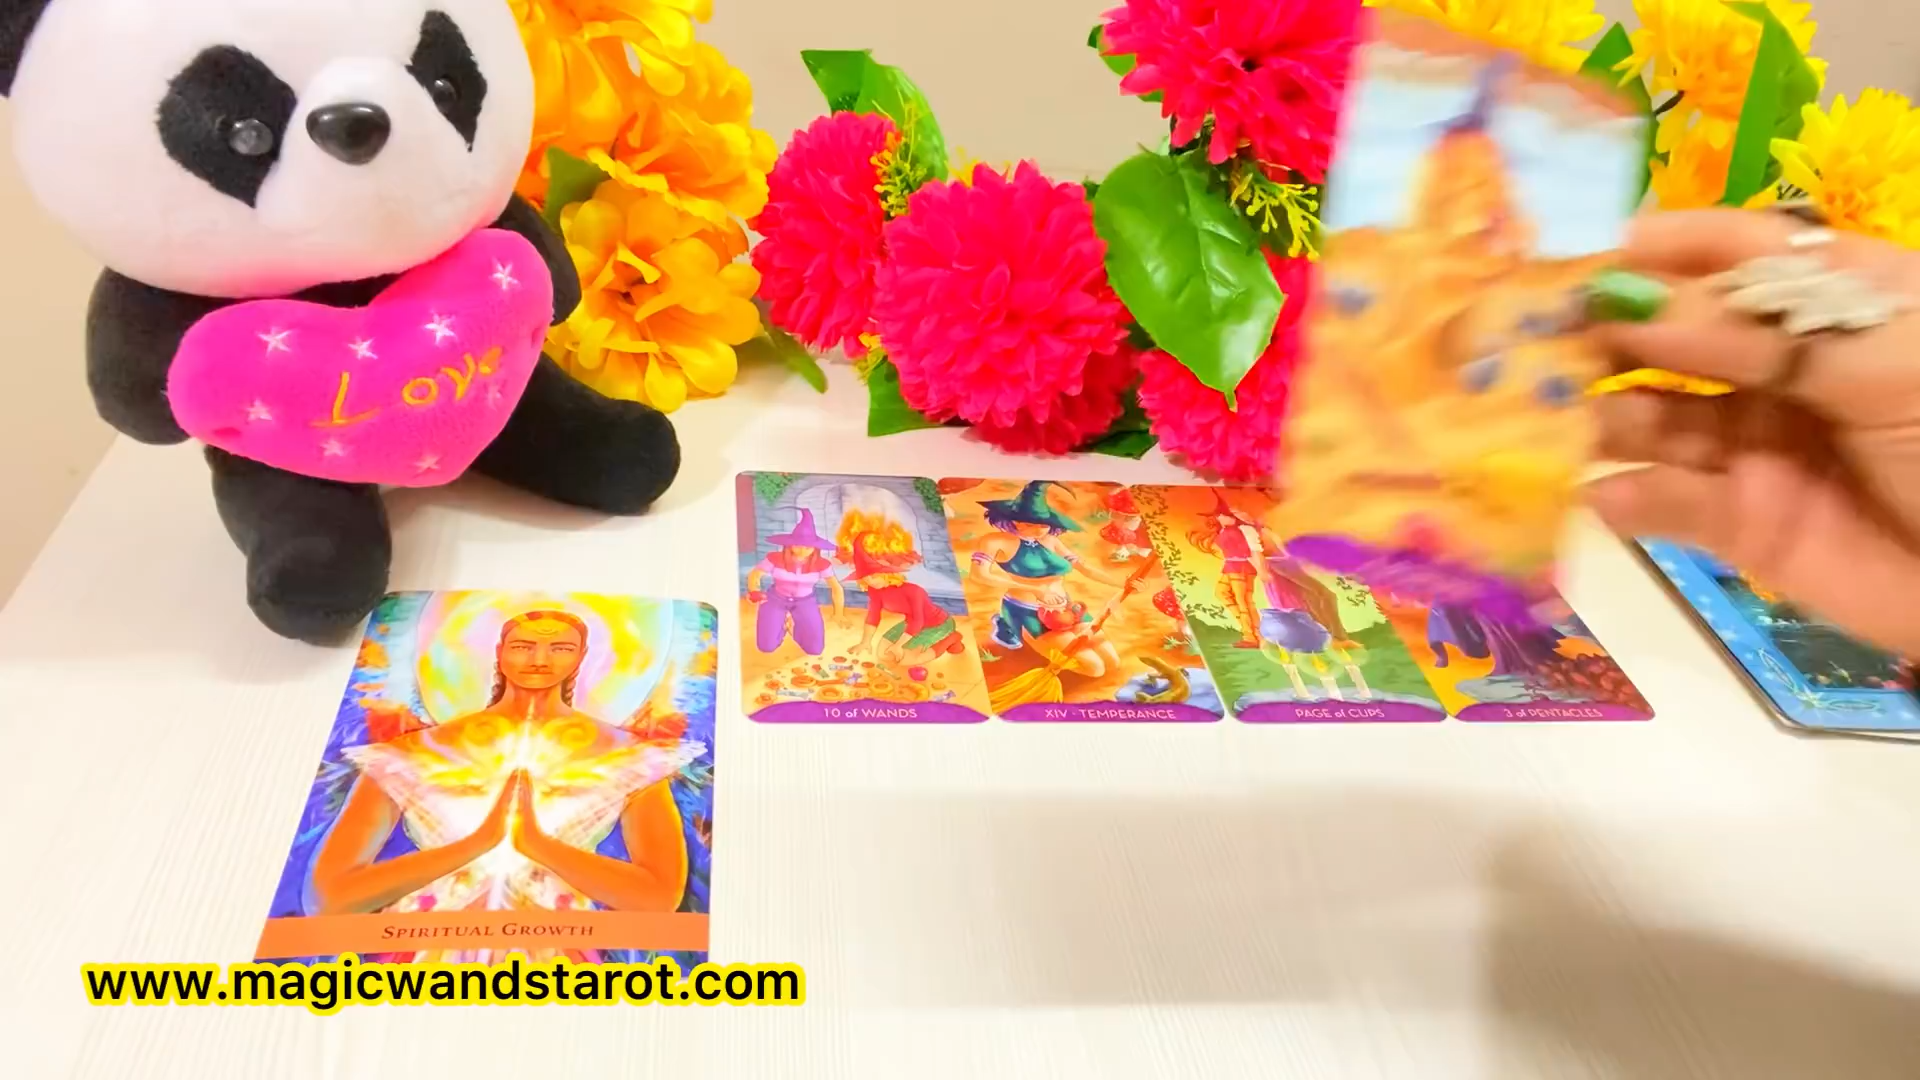 Love
10 of WANDS
XIV - TEMPERANCE
PAGE of CUPS
3 of PENTACLES
SPIRITUAL GROWTH
www.magicwandstarot.com